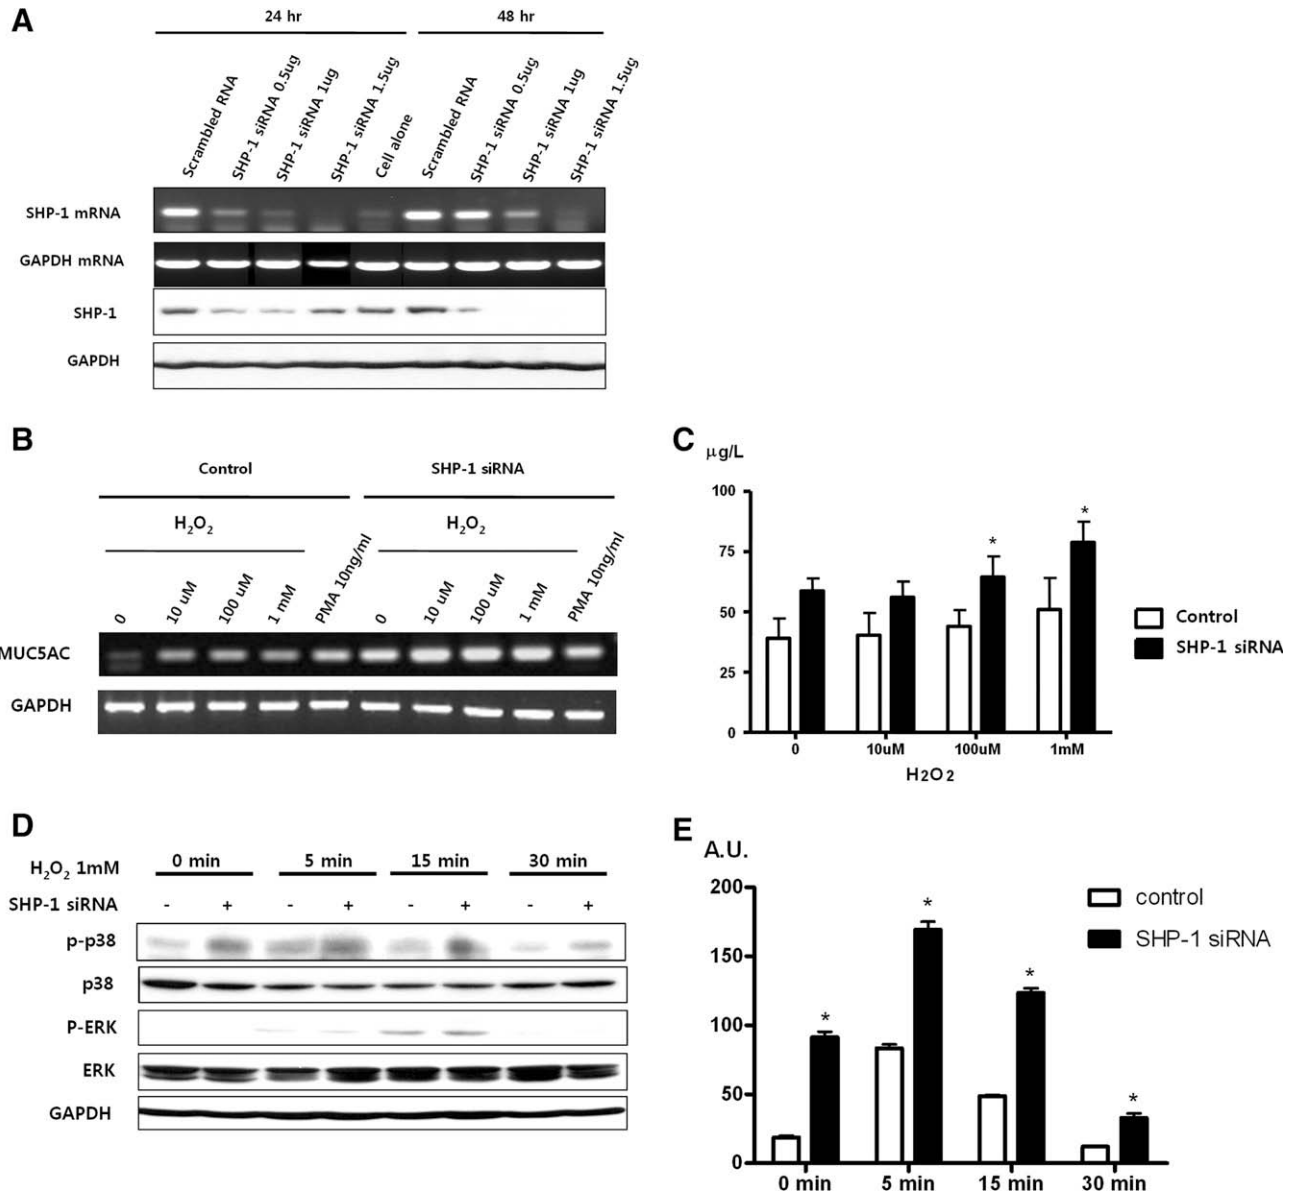 A
24 hr 48 hr
Scrambled RNA SHP-1 siRNA 0.5ug SHP-1 siRNA 1ug SHP-1 siRNA 1.5ug Cell alone Scrambled RNA SHP-1 siRNA 0.5ug SHP-1 siRNA 1ug SHP-1 siRNA 1.5ug
SHP-1 mRNA
GAPDH mRNA
SHP-1
GAPDH
B
Control SHP-1 siRNA
H2O2 H2O2
0 10 uM 100 uM 1 mM PMA 10ng/ml 0 10 uM 100 uM 1 mM PMA 10ng/ml
MUC5AC
GAPDH
C
μg/L
100
75
50
25
0
* *
0 10uM 100uM 1mM
H2O2
Control
SHP-1 siRNA
D
H2O2 1mM 0 min 5 min 15 min 30 min
SHP-1 siRNA - + - + - + - +
p-p38
p38
P-ERK
ERK
GAPDH
E
A.U.
200
150
100
50
0
* * * *
0 min 5 min 15 min 30 min
control
SHP-1 siRNA